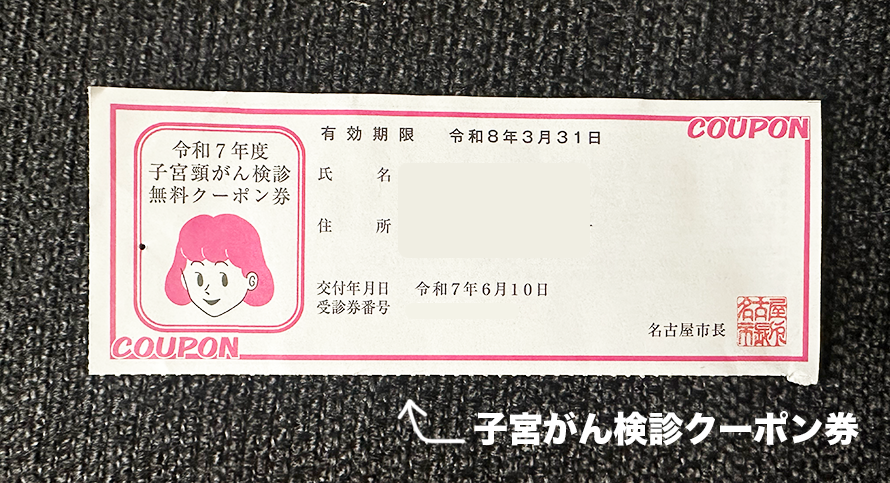 令和7年度
子宮頸がん検診
無料クーポン券
COUPON
有効期限 令和8年3月31日
COUPON
氏 名
住 所
交付年月日 令和7年6月10日
受診券番号
名古屋市長
子宮がん検診クーポン券